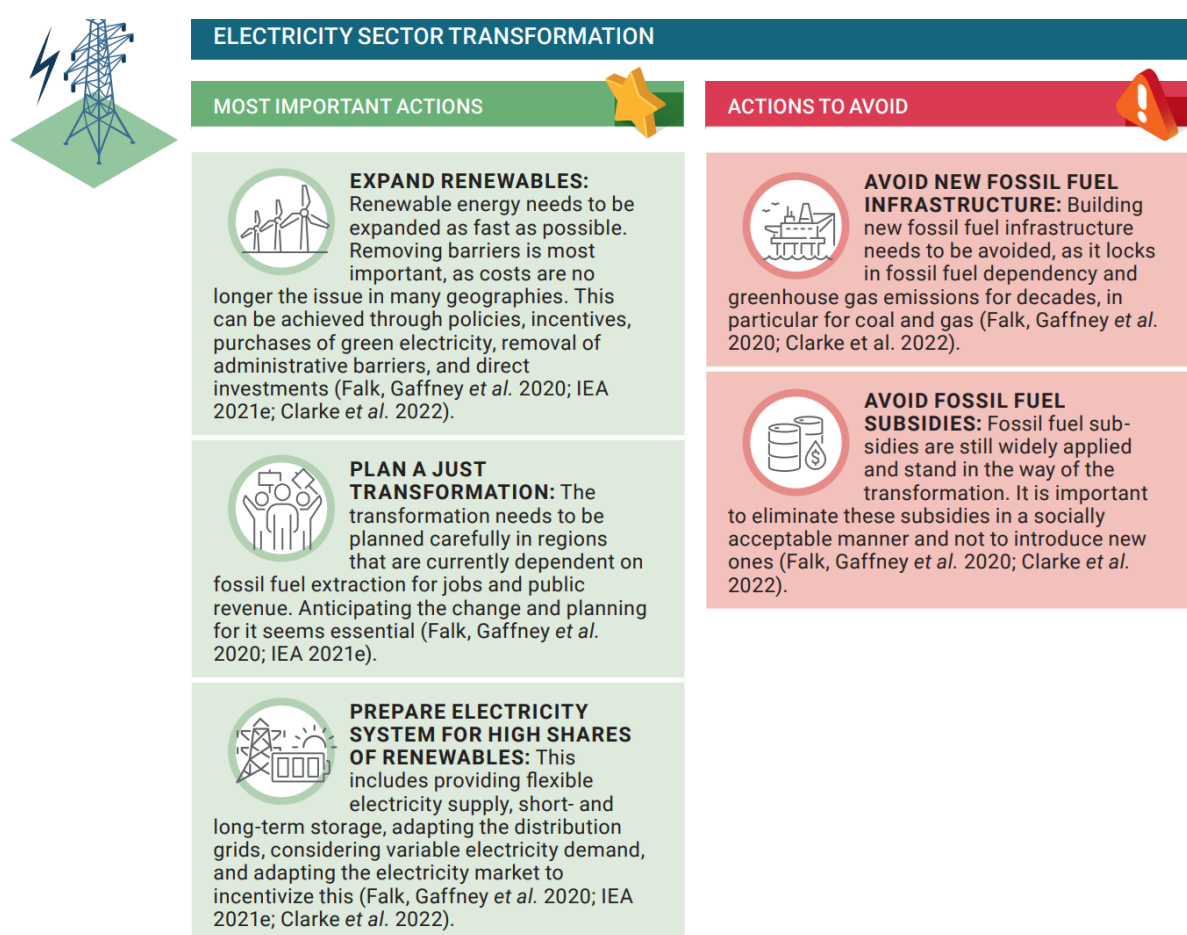 ELECTRICITY SECTOR TRANSFORMATION
MOST IMPORTANT ACTIONS
EXPAND RENEWABLES:
Renewable energy needs to be
expanded as fast as possible.
Removing barriers is most
important, as costs are no
longer the issue in many geographies. This
can be achieved through policies, incentives,
purchases of green electricity, removal of
administrative barriers, and direct
investments (Falk, Gaffney et al. 2020; IEA
2021e; Clarke et al. 2022).
PLAN A JUST
TRANSFORMATION: The
transformation needs to be
planned carefully in regions
that are currently dependent on
fossil fuel extraction for jobs and public
revenue. Anticipating the change and planning
for it seems essential (Falk, Gaffney et al.
2020; IEA 2021e).
PREPARE ELECTRICITY
SYSTEM FOR HIGH SHARES
OF RENEWABLES: This
includes providing flexible
electricity supply, short- and
long-term storage, adapting the distribution
grids, considering variable electricity demand,
and adapting the electricity market to
incentivize this (Falk, Gaffney et al. 2020; IEA
2021e; Clarke et al. 2022).
ACTIONS TO AVOID
AVOID NEW FOSSIL FUEL
INFRASTRUCTURE: Building
new fossil fuel infrastructure
needs to be avoided, as it locks
in fossil fuel dependency and
greenhouse gas emissions for decades, in
particular for coal and gas (Falk, Gaffney et al.
2020; Clarke et al. 2022).
AVOID FOSSIL FUEL
SUBSIDIES: Fossil fuel sub-
sidies are still widely applied
and stand in the way of the
transformation. It is important
to eliminate these subsidies in a socially
acceptable manner and not to introduce new
ones (Falk, Gaffney et al. 2020; Clarke et al.
2022).